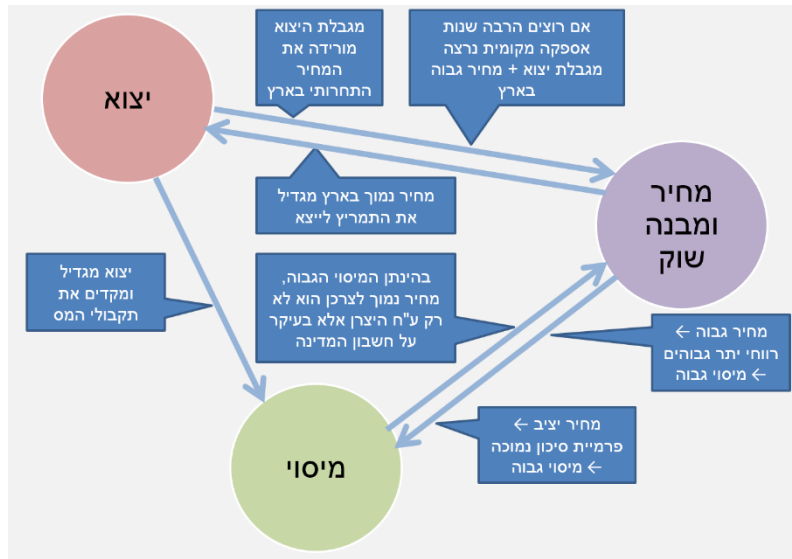 אם רוצים הרבה שנות
אספקה מקומית נרצה
מגבלת יצוא + מחיר גבוה
בארץ
מגבלת היצוא
מורידה את
המחיר
התחרותי בארץ
יצוא
מחיר
ומבנה
שוק
מחיר נמוך בארץ מגדיל
את התמריץ לייצא
יצוא מגדיל
ומקדים את
תקבולי המס
בהינתן המיסוי הגבוה,
מחיר נמוך לצרכן הוא לא
רק ע"ח היצרן אלא בעיקר
על חשבון המדינה
מחיר גבוה ←
רווחי יתר גבוהים
← מיסוי גבוה
מחיר יציב ←
פרמיית סיכון נמוכה
← מיסוי גבוה
מיסוי